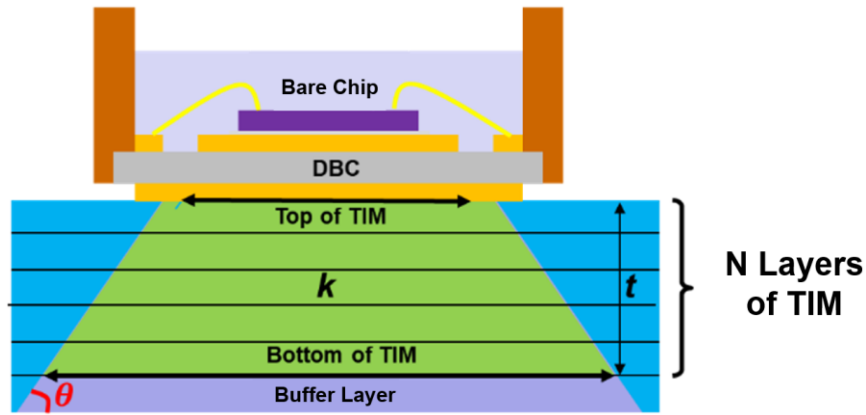 Bare Chip
DBC
Top of TIM
k
t
N Layers
of TIM
Bottom of TIM
θ
Buffer Layer